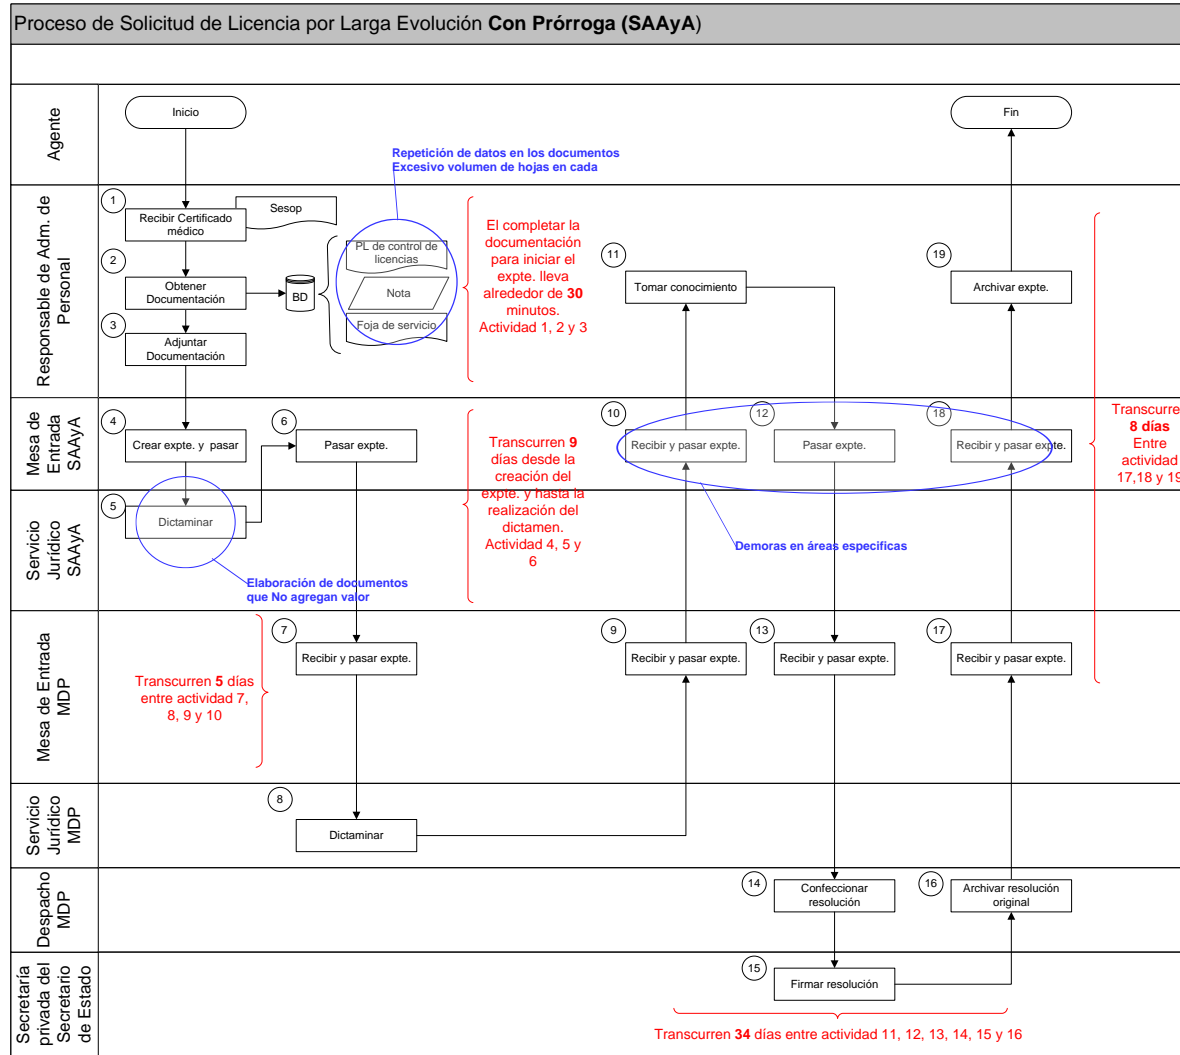 Proceso de Solicitud de Licencia por Larga Evolución Con Prórroga (SAAyA)
Agente
Inicio
Fin
Repetición de datos en los documentos
Excesivo volumen de hojas en cada
Responsable de Adm. de
Personal
1
Recibir Certificado
médico
Sesop
2
Obtener
Documentación
BD
3
Adjuntar
Documentación
PL de control de
licencias
Nota
Foja de servicio
El completar la
documentación
para iniciar el
expte. lleva
alrededor de 30
minutos.
Actividad 1, 2 y 3
11
Tomar conocimiento
19
Archivar expte.
Mesa de
Entrada
SAAyA
4
Crear expte. y pasar
6
Pasar expte.
Transcurren 9
días desde la
creación del
expte. y hasta la
realización del
dictamen.
Actividad 4, 5 y
6
10
Recibir y pasar expte.
12
Pasar expte.
18
Recibir y pasar expte.
Transcurren
8 días
Entre
actividad
17,18 y 19
Servicio
Jurídico
SAAyA
5
Dictaminar
Elaboración de documentos
que No agregan valor
Demoras en áreas especificas
Mesa de Entrada
MDP
Transcurren 5 días
entre actividad 7,
8, 9 y 10
7
Recibir y pasar expte.
9
Recibir y pasar expte.
13
Recibir y pasar expte.
17
Recibir y pasar expte.
Servicio
Jurídico
MDP
8
Dictaminar
Despacho
MDP
14
Confeccionar
resolución
16
Archivar resolución
original
Secretaría
privada del
Secretario
de Estado
15
Firmar resolución
Transcurren 34 días entre actividad 11, 12, 13, 14, 15 y 16